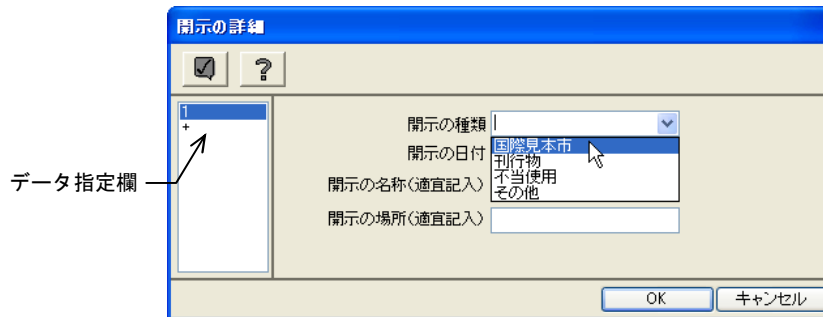 開示の詳細
?
1
+
データ指定欄
開示の種類
国際見本市
刊行物
不当使用
その他
開示の日付
開示の名称(適宜記入)
開示の場所(適宜記入)
OK
キャンセル